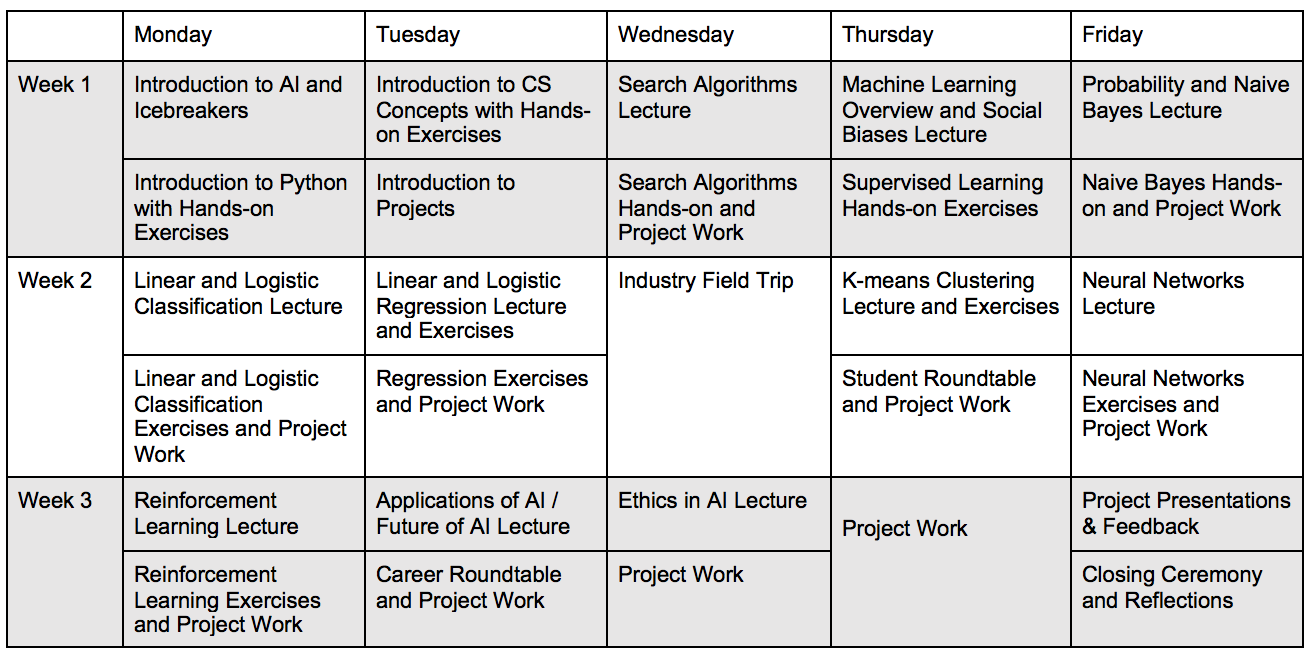 Monday
Tuesday
Wednesday
Thursday
Friday
Week 1
Introduction to AI and
Icebreakers
Introduction to CS
Concepts with Hands-
on Exercises
Search Algorithms
Lecture
Machine Learning
Overview and Social
Biases Lecture
Probability and Naive
Bayes Lecture
Introduction to Python
with Hands-on
Exercises
Introduction to
Projects
Search Algorithms
Hands-on and
Project Work
Supervised Learning
Hands-on Exercises
Naive Bayes Hands-
on and Project Work
Week 2
Linear and Logistic
Classification Lecture
Linear and Logistic
Regression Lecture
and Exercises
Industry Field Trip
K-means Clustering
Lecture and Exercises
Neural Networks
Lecture
Linear and Logistic
Classification
Exercises and Project
Work
Regression Exercises
and Project Work
Student Roundtable
and Project Work
Neural Networks
Exercises and
Project Work
Week 3
Reinforcement
Learning Lecture
Applications of AI /
Future of AI Lecture
Ethics in AI Lecture
Project Work
Project Presentations
& Feedback
Reinforcement
Learning Exercises
and Project Work
Career Roundtable
and Project Work
Project Work
Closing Ceremony
and Reflections